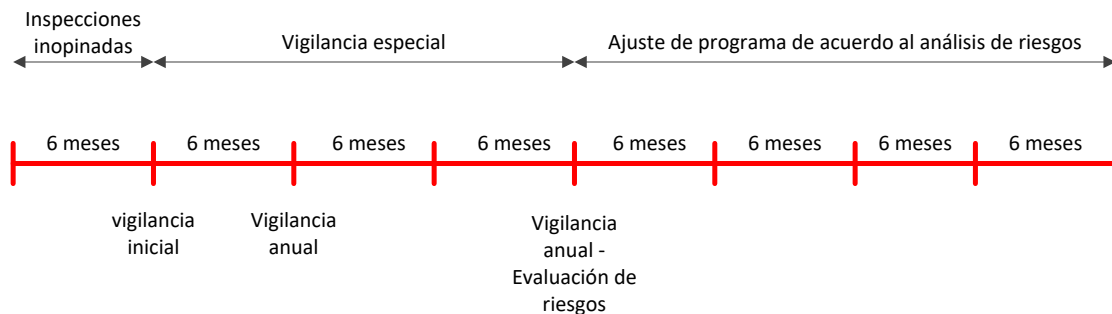 Inspecciones
inopinadas
Vigilancia especial
Ajuste de programa de acuerdo al análisis de riesgos
6 meses
6 meses
6 meses
6 meses
6 meses
6 meses
6 meses
6 meses
vigilancia
inicial
Vigilancia
anual
Vigilancia
anual -
Evaluación de
riesgos